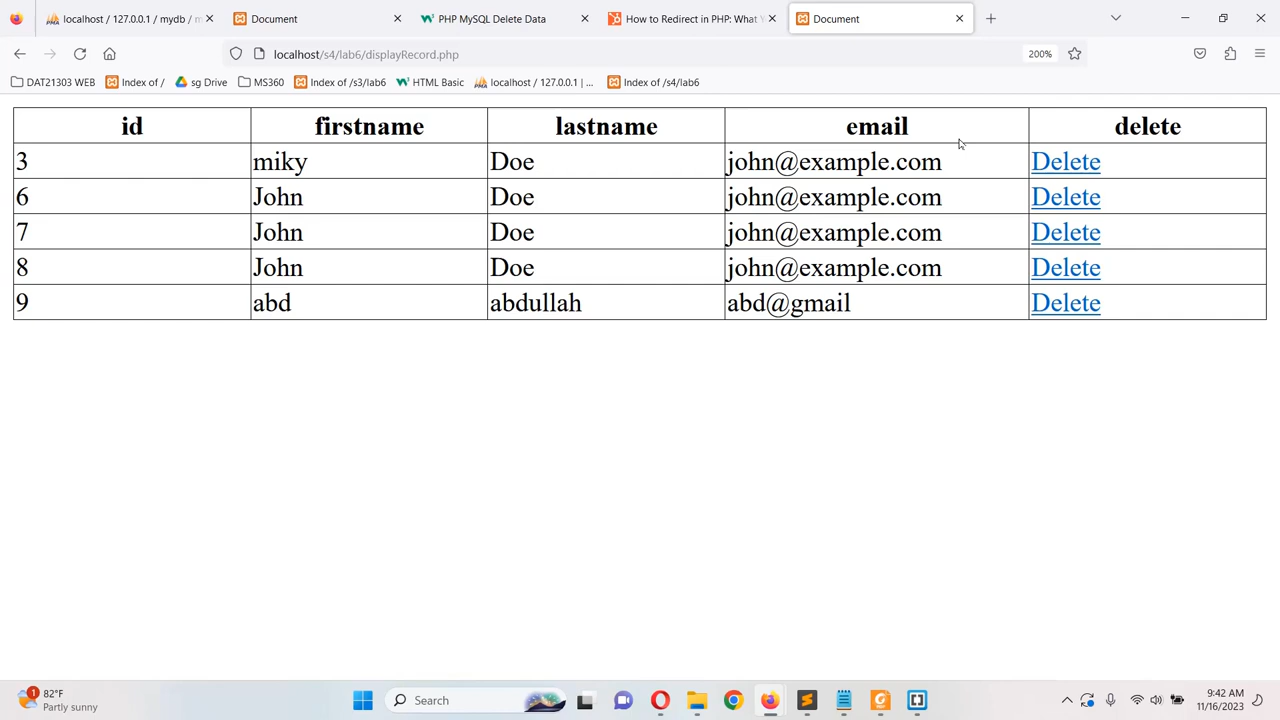 localhost / 127.0.0.1 / mydb / m
Document
PHP MySQL Delete Data
How to Redirect in PHP: What Y
Document
localhost/s4/lab6/displayRecord.php
200%
DAT21303 WEB
Index of /
sg Drive
MS360
Index of /s3/lab6
HTML Basic
localhost / 127.0.0.1 | ...
Index of /s4/lab6
id firstname lastname email delete
3 miky Doe john@example.com Delete
6 John Doe john@example.com Delete
7 John Doe john@example.com Delete
8 John Doe john@example.com Delete
9 abd abdullah abd@gmail Delete
1
82°F
Partly sunny
Search
9:42 AM
11/16/2023